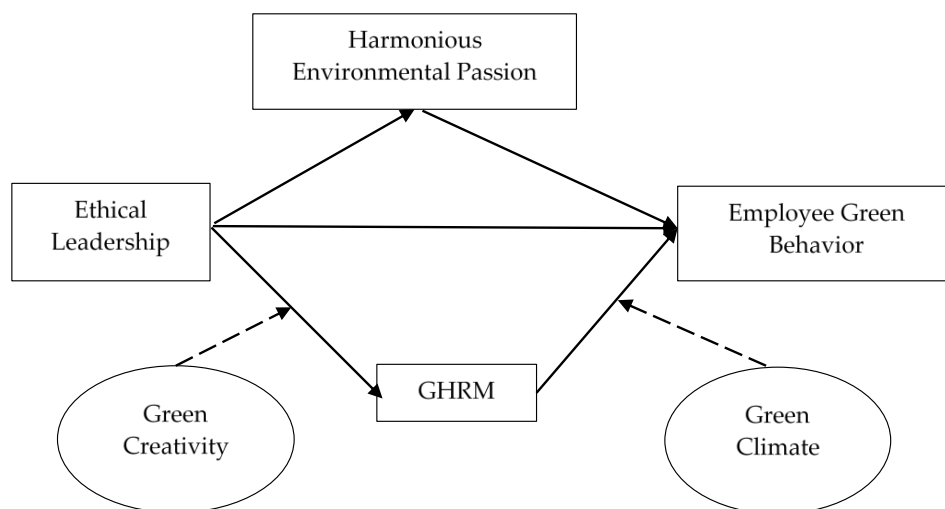 Harmonious
Environmental Passion
Ethical
Leadership
Employee Green
Behavior
GHRM
Green
Creativity
Green
Climate